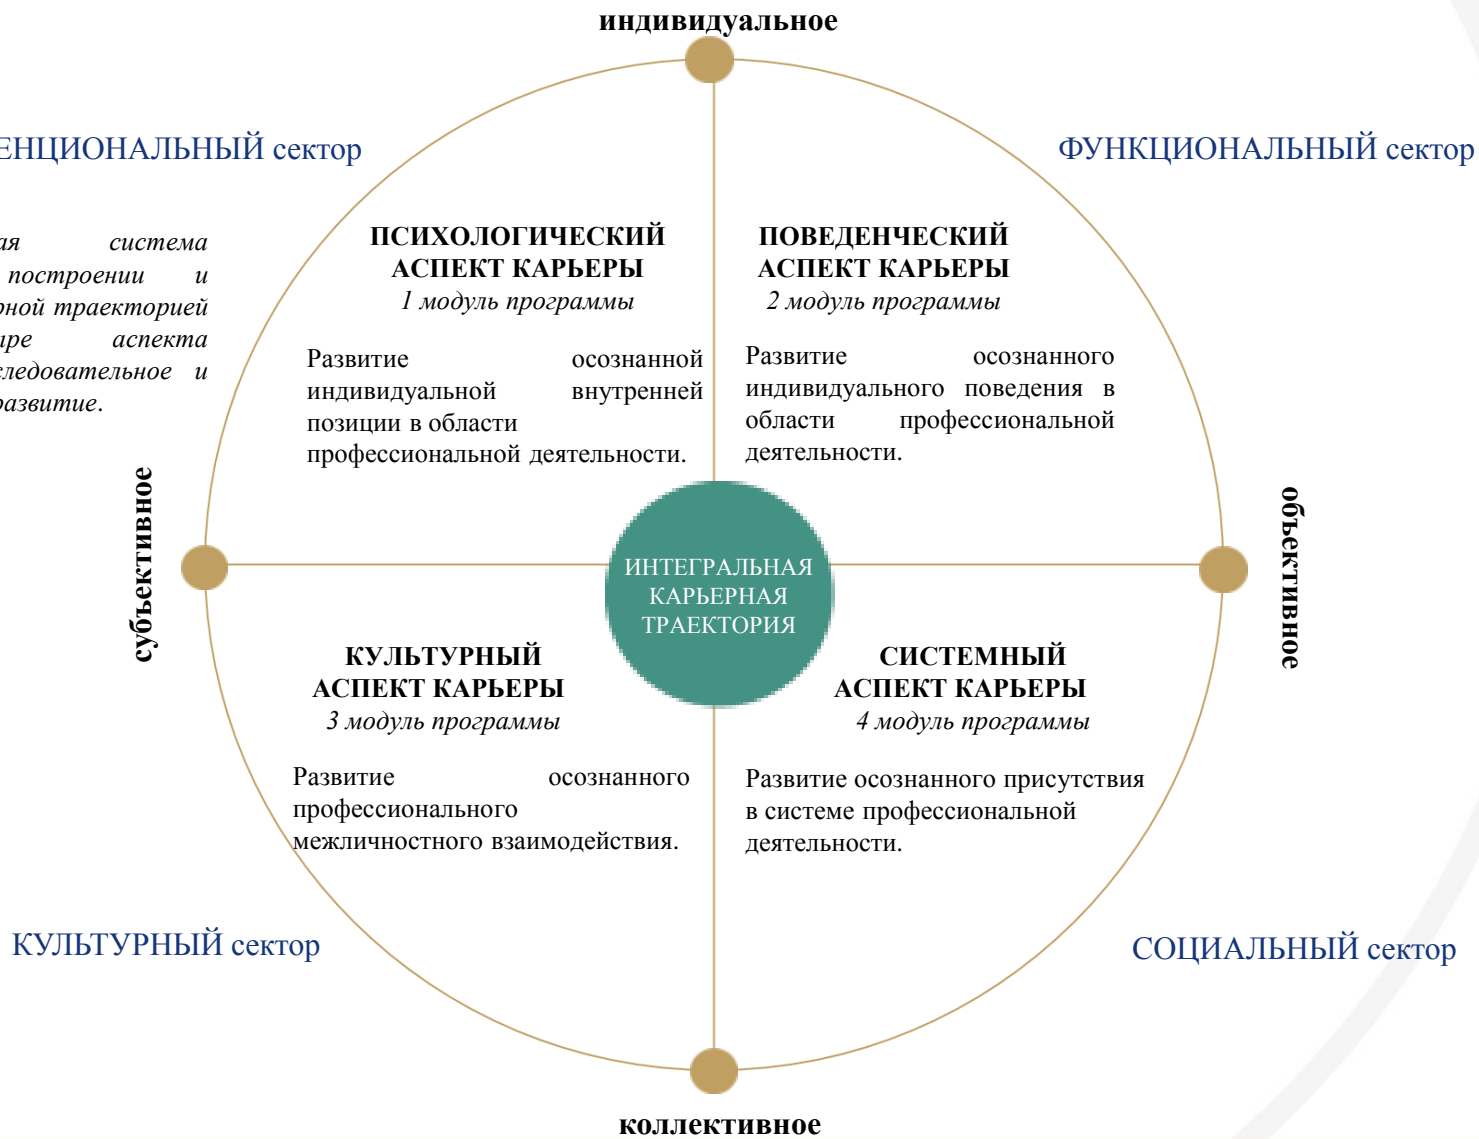 индивидуальное
ЕНЦИОНАЛЬНЫЙ сектор
ФУНКЦИОНАЛЬНЫЙ сектор
ая система
построении и
рной траекторией
ре аспекта
ледовательное и
развитие.
ПСИХОЛОГИЧЕСКИЙ
АСПЕКТ КАРЬЕРЫ
1 модуль программы
Развитие осознанной
индивидуальной внутренней
позиции в области
профессиональной деятельности.
ПОВЕДЕНЧЕСКИЙ
АСПЕКТ КАРЬЕРЫ
2 модуль программы
Развитие осознанного
индивидуального поведения в
области профессиональной
деятельности.
субъективное
объективное
ИНТЕГРАЛЬНАЯ
КАРЬЕРНАЯ
ТРАЕКТОРИЯ
КУЛЬТУРНЫЙ
АСПЕКТ КАРЬЕРЫ
3 модуль программы
Развитие осознанного
профессионального
межличностного взаимодействия.
СИСТЕМНЫЙ
АСПЕКТ КАРЬЕРЫ
4 модуль программы
Развитие осознанного присутствия
в системе профессиональной
деятельности.
КУЛЬТУРНЫЙ сектор
СОЦИАЛЬНЫЙ сектор
коллективное